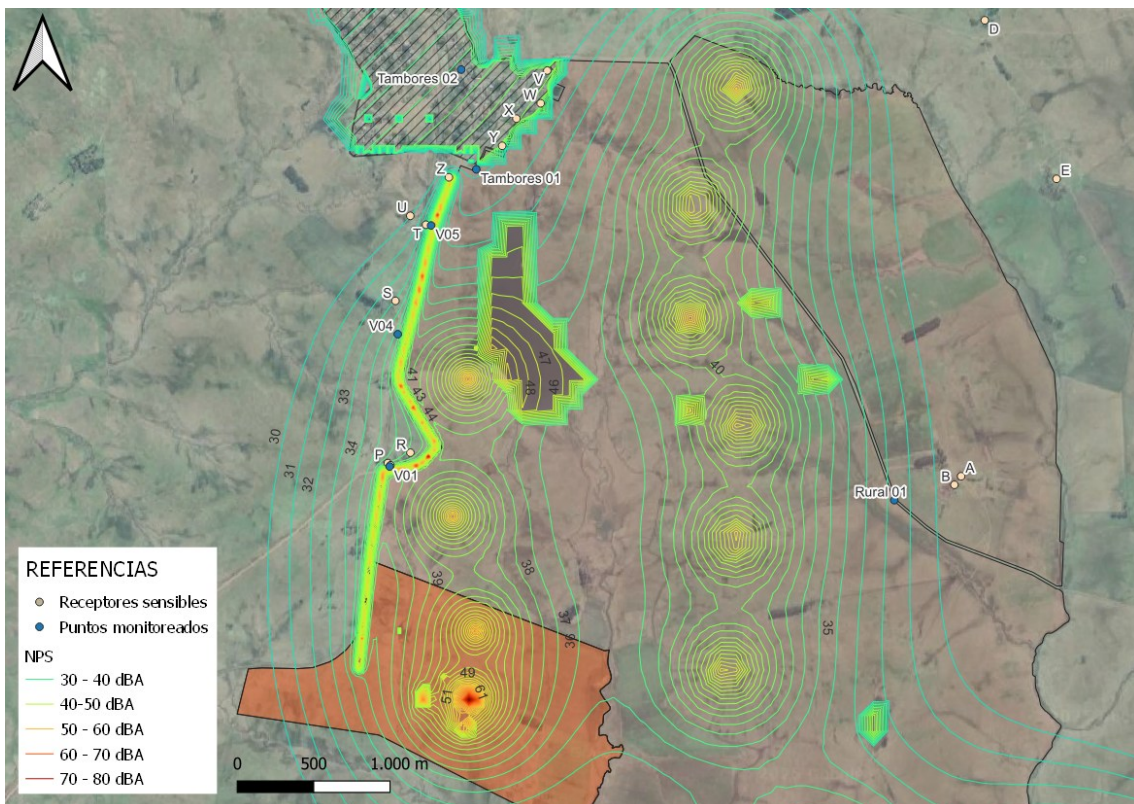 D
Tambores 02
V
W
X
Y
Tambores 01
Z
E
U
T
V05
S
V04
47
46
48
40
41
43
44
33
30
34
31
32
R
P
V01
A
B
Rural 01
38
39
37
36
35
49
51
61
REFERENCIAS
Receptores sensibles
Puntos monitoreados
NPS
30 - 40 dBA
40-50 dBA
50 - 60 dBA
60 - 70 dBA
70 - 80 dBA
0 500 1.000 m